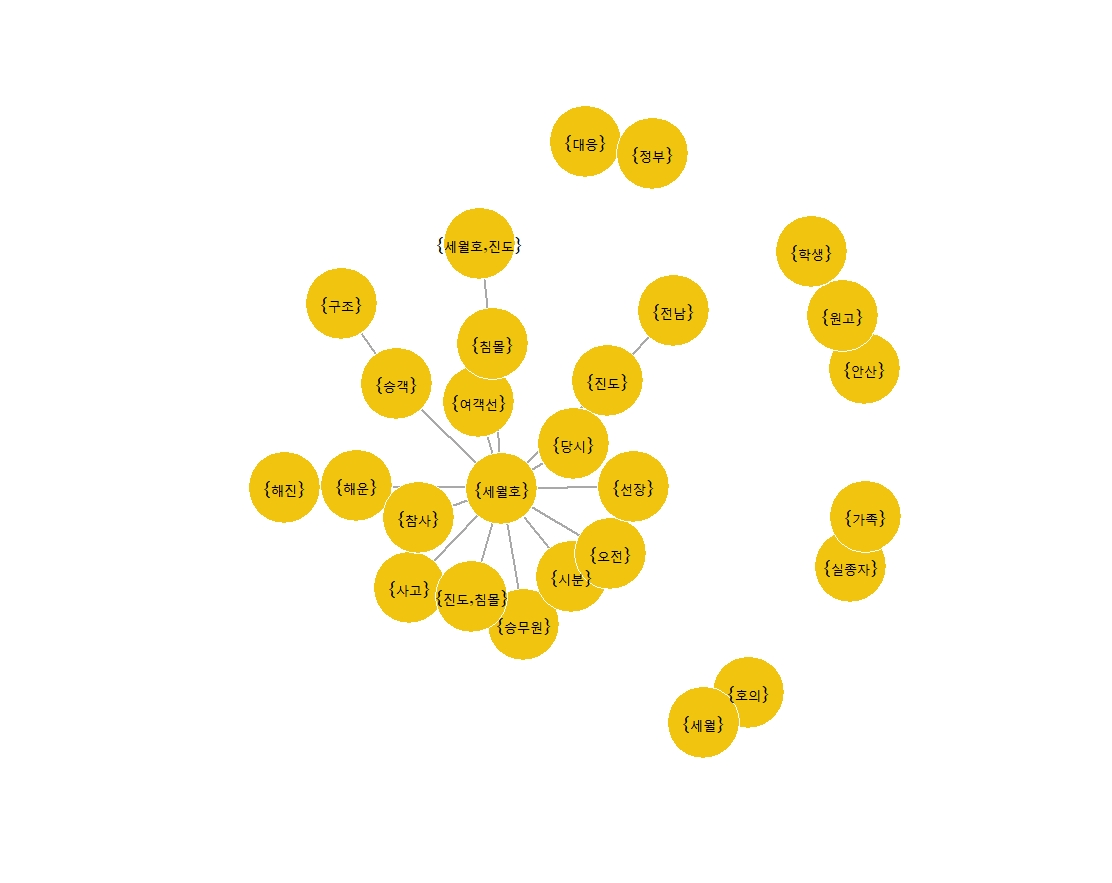 {대응}
{정부}
{세월호,진도}
{학생}
{구조}
{전남}
{원고}
{침몰}
{안산}
{진도}
{승객}
{여객선}
{당시}
{해진}
{해운}
{세월호}
{선장}
{참사}
{가족}
{오전}
{실종자}
{시분}
{사고}
{진도,침몰}
{승무원}
{호의}
{세월}